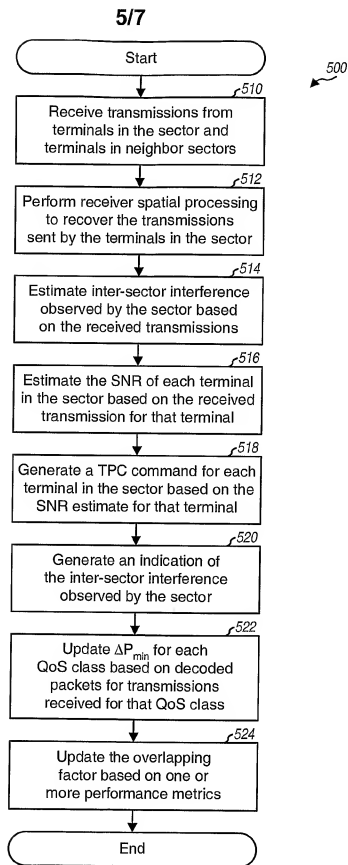 5/7
Start
500
510
Receive transmissions from
terminals in the sector and
terminals in neighbor sectors
512
Perform receiver spatial processing
to recover the transmissions
sent by the terminals in the sector
514
Estimate inter-sector interference
observed by the sector based
on the received transmissions
516
Estimate the SNR of each terminal
in the sector based on the received
transmission for that terminal
518
Generate a TPC command for each
terminal in the sector based on the
SNR estimate for that terminal
520
Generate an indication of
the inter-sector interference
observed by the sector
522
Update ΔPmin for each
QoS class based on decoded
packets for transmissions
received for that QoS class
524
Update the overlapping
factor based on one or
more performance metrics
End